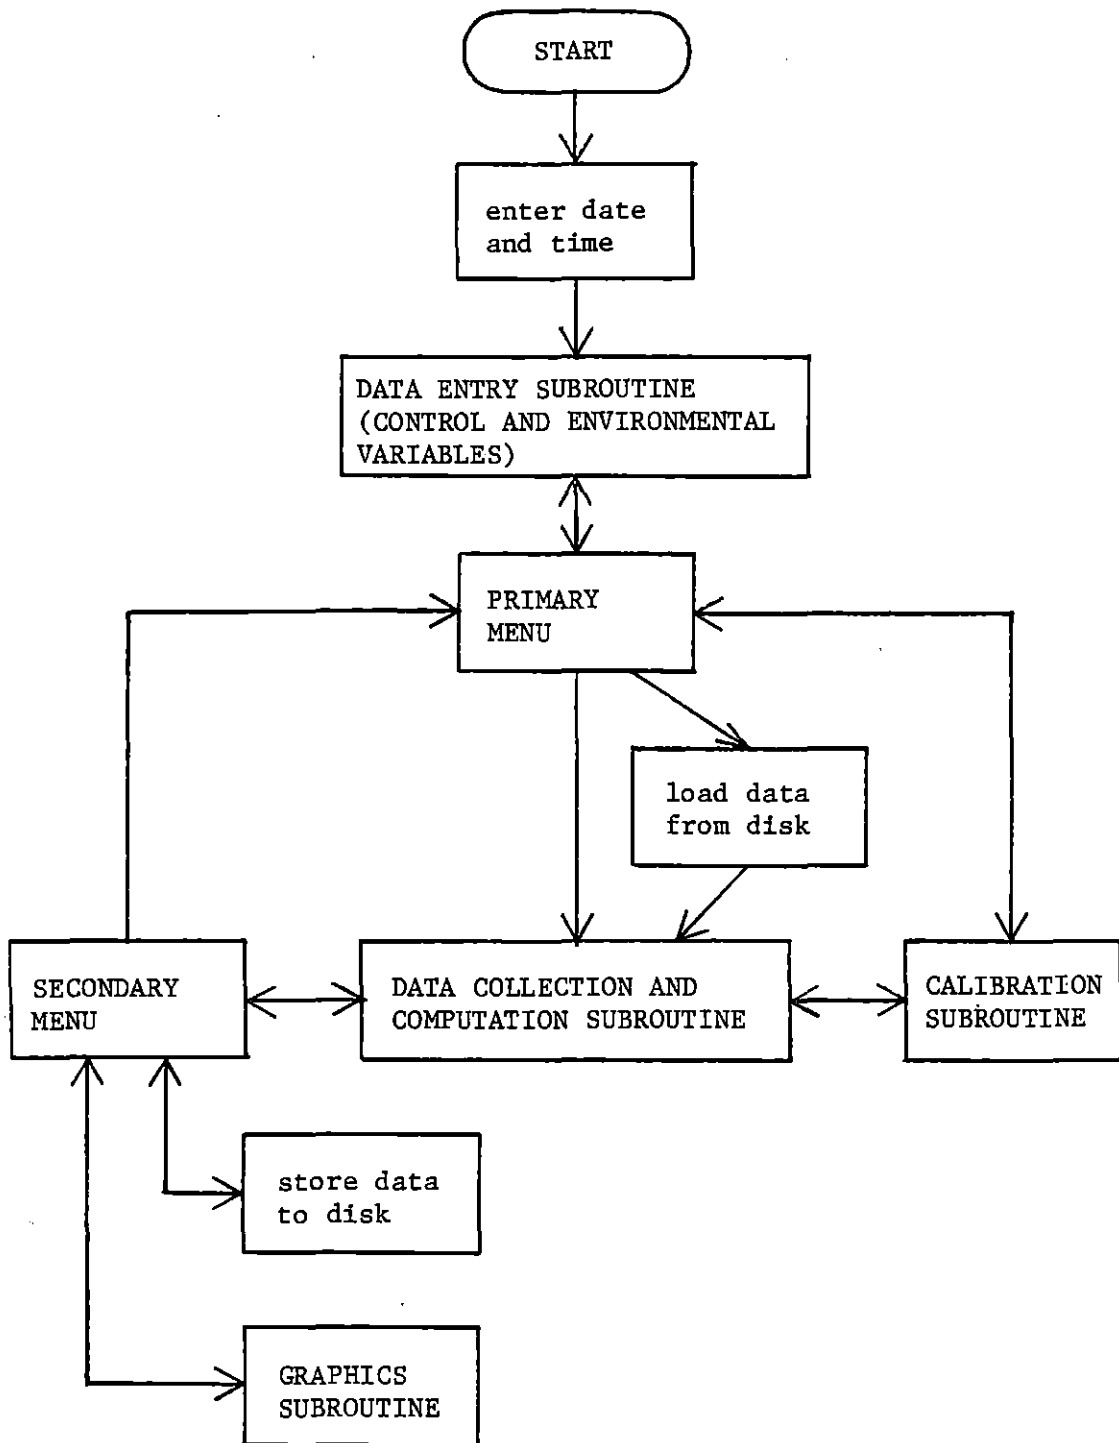 START
enter date
and time
DATA ENTRY SUBROUTINE
(CONTROL AND ENVIRONMENTAL
VARIABLES)
PRIMARY
MENU
load data
from disk
SECONDARY
MENU
DATA COLLECTION AND
COMPUTATION SUBROUTINE
CALIBRATION
SUBROUTINE
store data
to disk
GRAPHICS
SUBROUTINE